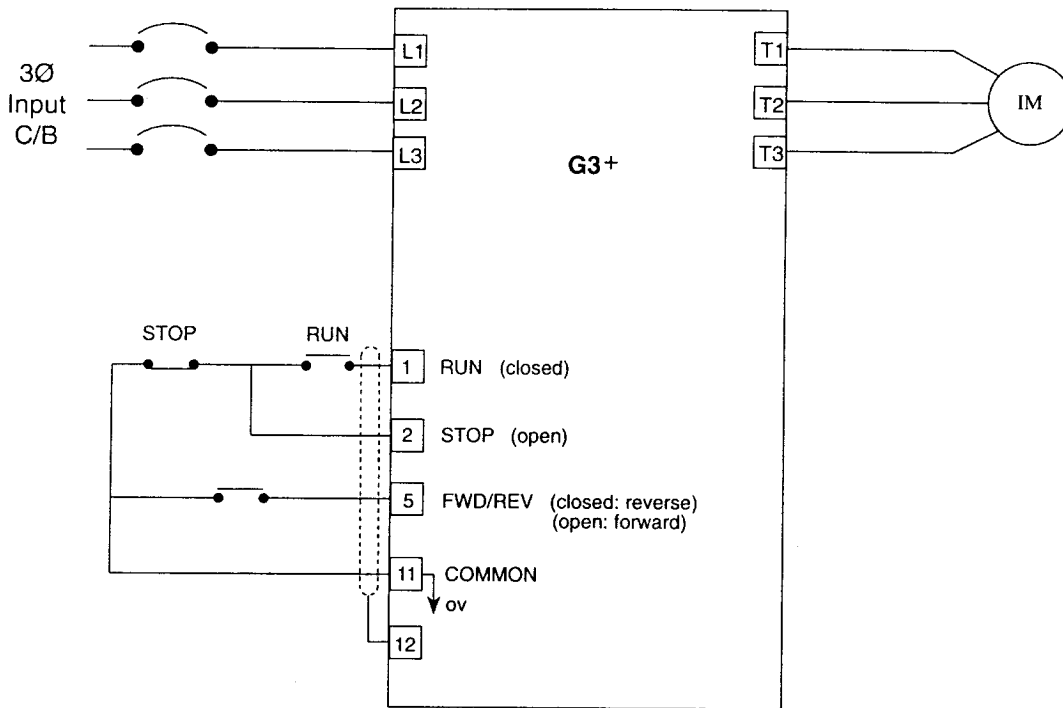 3Ø
Input
C/B
L1
L2
L3
T1
T2
T3
IM
G3+
STOP
RUN
1 RUN (closed)
2 STOP (open)
5 FWD/REV (closed: reverse)
(open: forward)
11 COMMON
ov
12